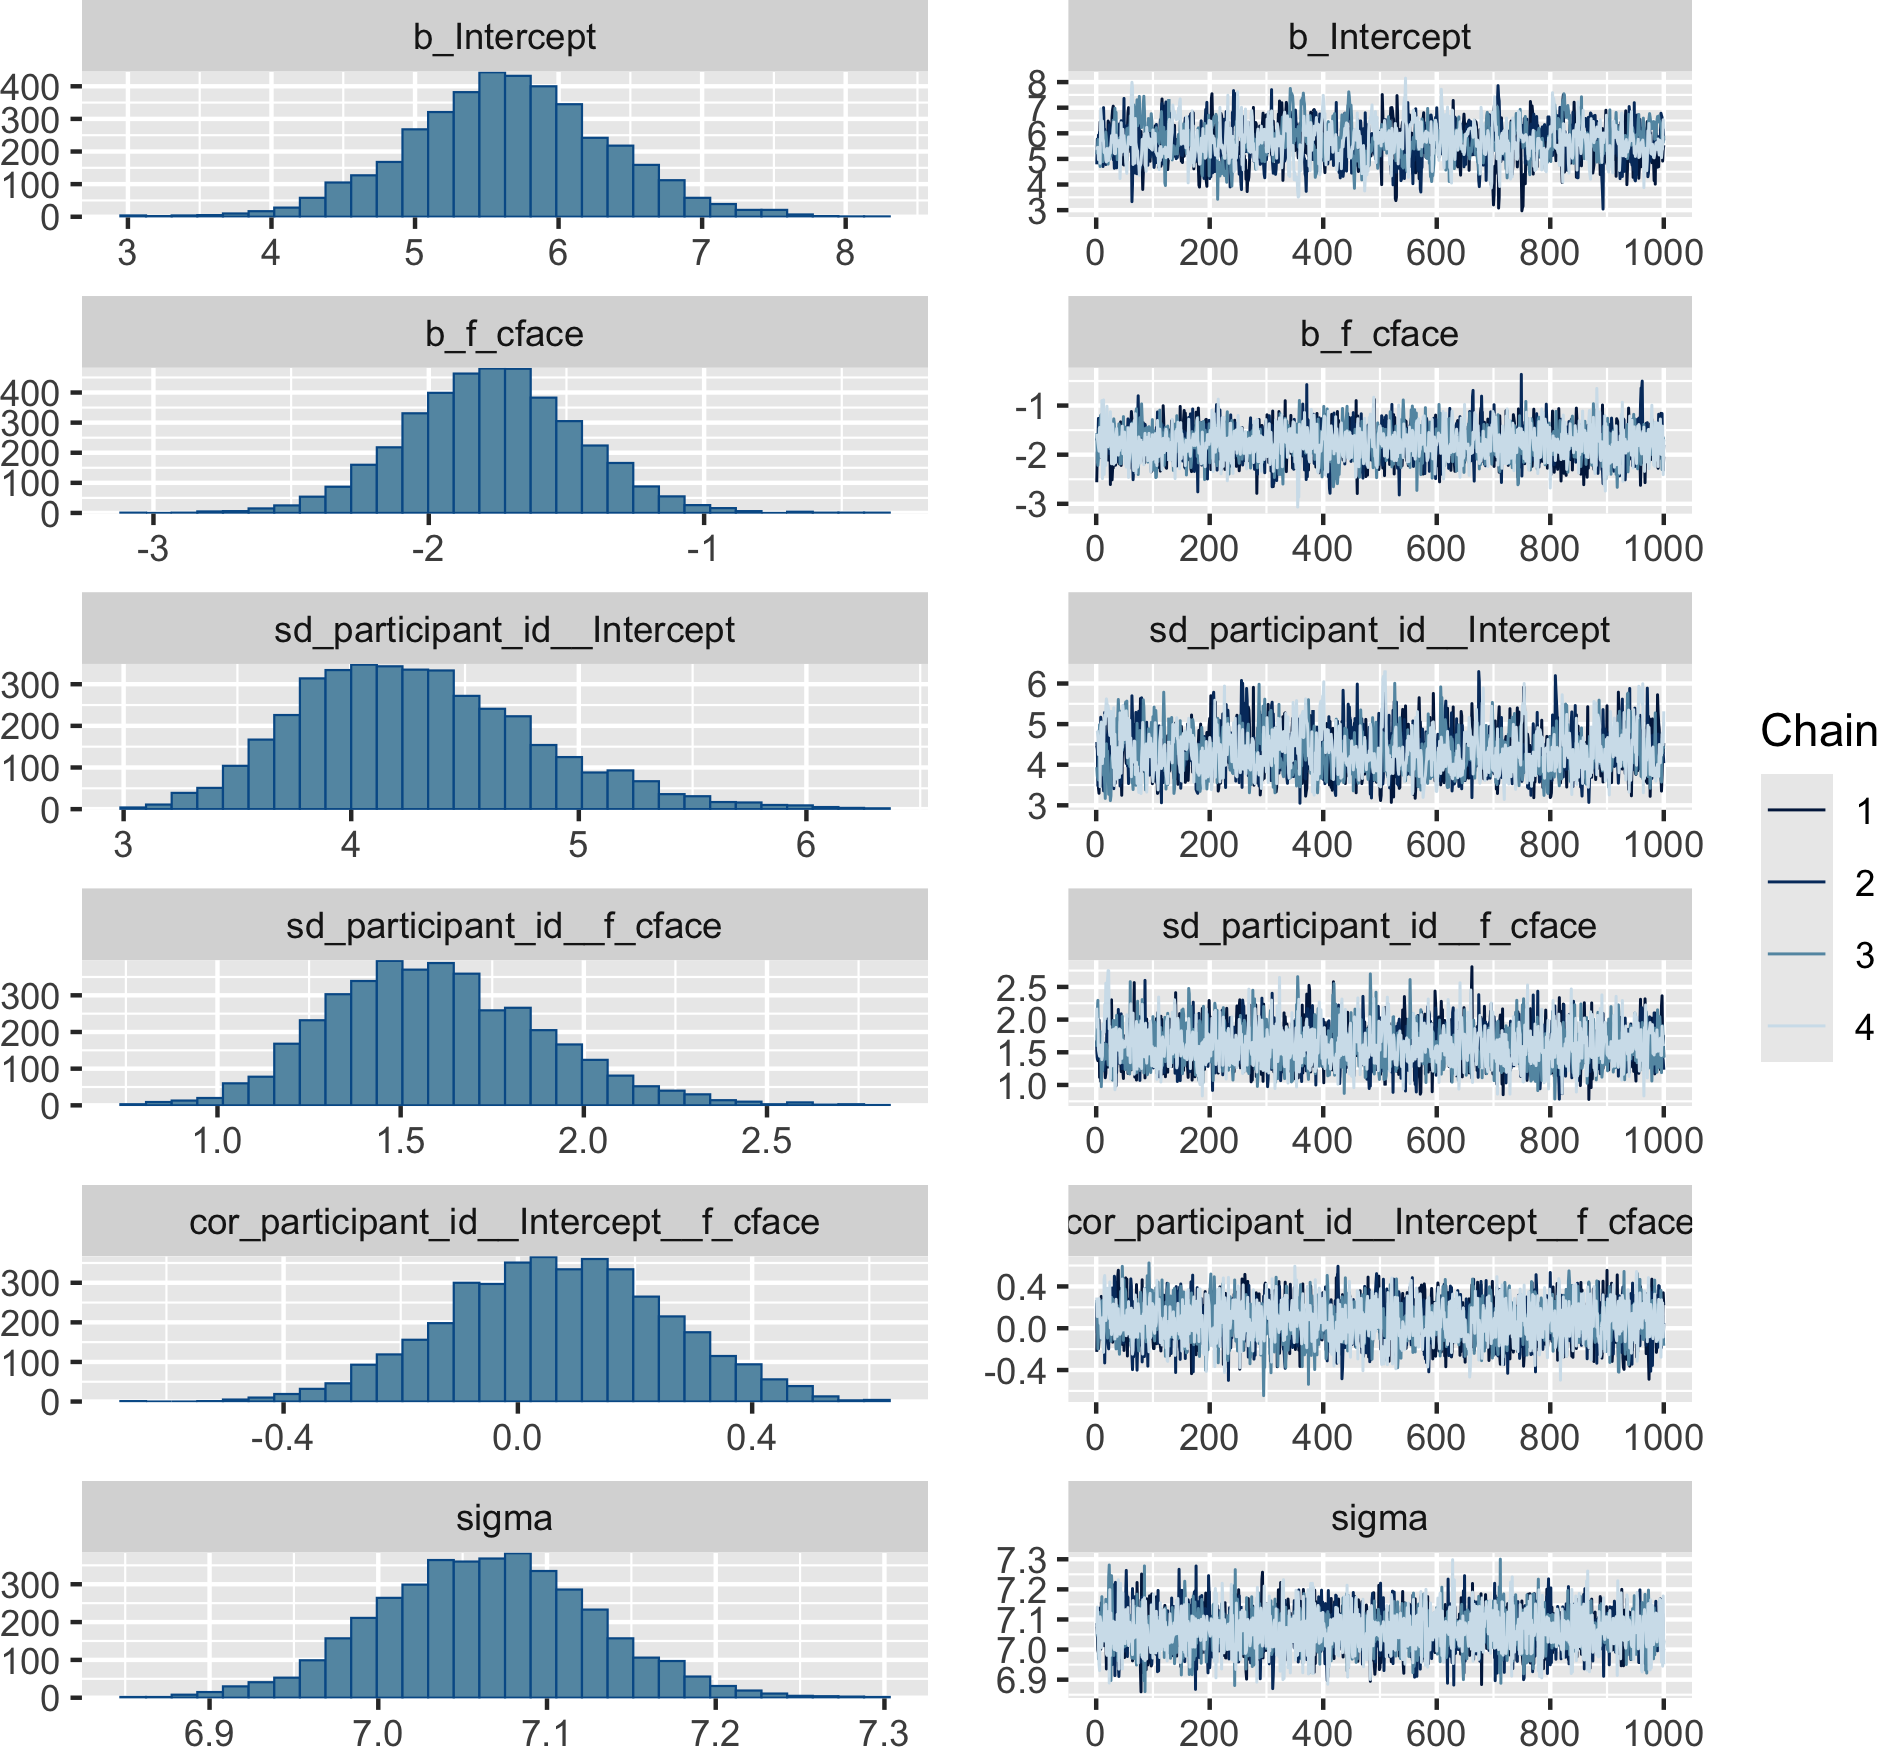 b_Intercept
400
300
200
100
0
3 4 5 6 7 8
b_Intercept
8
7
6
5
4
3
0 200 400 600 800 1000
b_f_cface
400
300
200
100
0
-3 -2 -1
b_f_cface
-1
-2
-3
0 200 400 600 800 1000
sd_participant_id__Intercept
300
200
100
0
3 4 5 6
sd_participant_id__Intercept
6
5
4
3
0 200 400 600 800 1000
sd_participant_id__f_cface
300
200
100
0
1.0 1.5 2.0 2.5
sd_participant_id__f_cface
2.5
2.0
1.5
1.0
0 200 400 600 800 1000
cor_participant_id__Intercept__f_cface
300
200
100
0
-0.4 0.0 0.4
cor_participant_id__Intercept__f_cface
0.4
0.0
-0.4
0 200 400 600 800 1000
sigma
300
200
100
0
6.9 7.0 7.1 7.2 7.3
sigma
7.3
7.2
7.1
7.0
6.9
0 200 400 600 800 1000
Chain
1
2
3
4